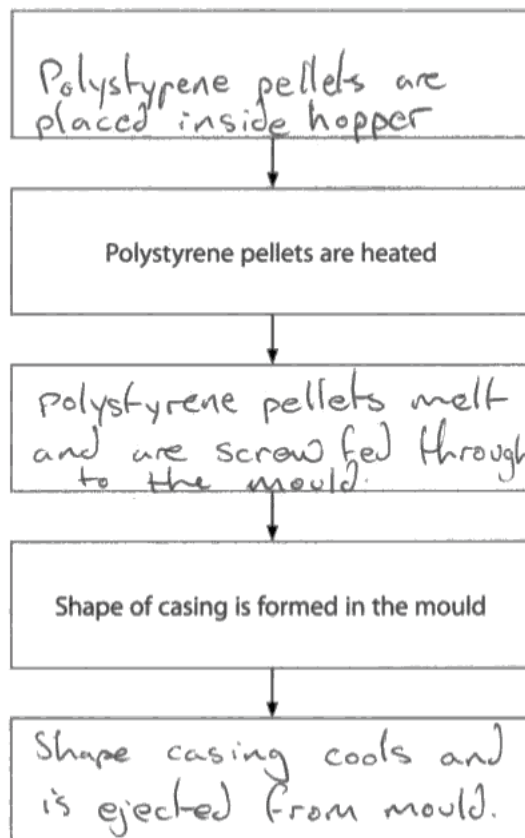 Polystyrene pellets are
placed inside hopper
Polystyrene pellets are heated
polystyrene pellets melt
and are screw fed through
to the mould.
Shape of casing is formed in the mould
Shape casing cools and
is ejected from mould.